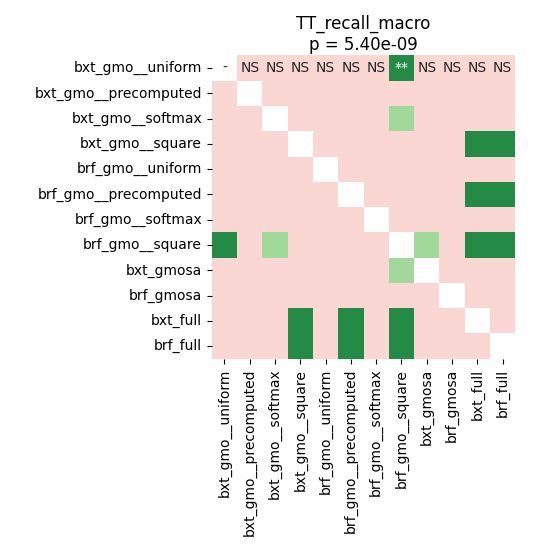 TT_recall_macro
p = 5.40e-09
bxt_gmo__uniform - NS NS NS NS NS NS ** NS NS NS NS
bxt_gmo__precomputed
bxt_gmo__softmax
bxt_gmo__square
brf_gmo__uniform
brf_gmo__precomputed
brf_gmo__softmax
brf_gmo__square
bxt_gmosa
brf_gmosa
bxt_full
brf_full
bxt_gmo__uniform
bxt_gmo__precomputed
bxt_gmo__softmax
bxt_gmo__square
brf_gmo__uniform
brf_gmo__precomputed
brf_gmo__softmax
brf_gmo__square
bxt_gmosa
brf_gmosa
bxt_full
brf_full